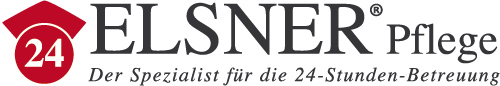 24 ELSNER® Pflege
Der Spezialist für die 24-Stunden-Betreuung